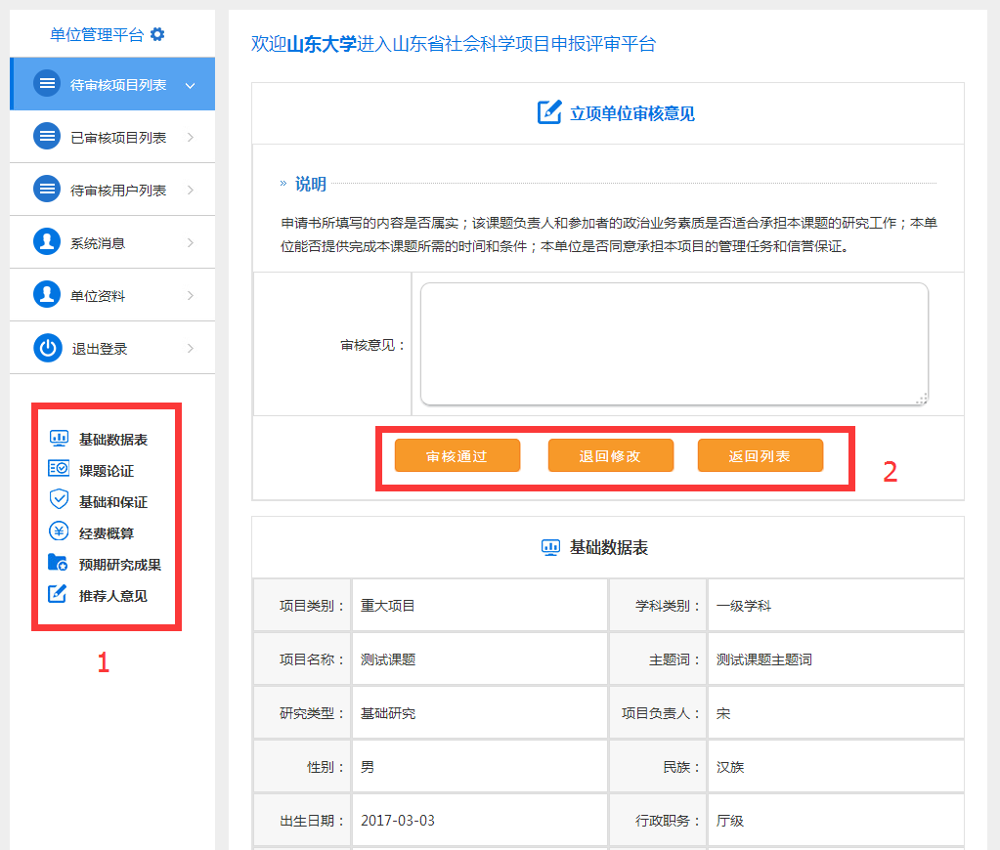 单位管理平台
待审核项目列表
已审核项目列表
待审核用户列表
系统消息
单位资料
退出登录
基础数据表
课题论证
基础和保证
经费概算
预期研究成果
推荐人意见
1
欢迎山东大学进入山东省社会科学项目申报评审平台
立项单位审核意见
» 说明
申请书所填写的内容是否属实；该课题负责人和参加者的政治业务素质是否适合承担本课题的研究工作；本单
位能否提供完成本课题所需的时间和条件；本单位是否同意承担本项目的管理任务和信誉保证。
审核意见：
审核通过 退回修改 返回列表
2
基础数据表
项目类别： 重大项目 学科类别： 一级学科
项目名称： 测试课题 主题词： 测试课题主题词
研究类型： 基础研究 项目负责人： 宋
性别： 男 民族： 汉族
出生日期： 2017-03-03 行政职务： 厅级